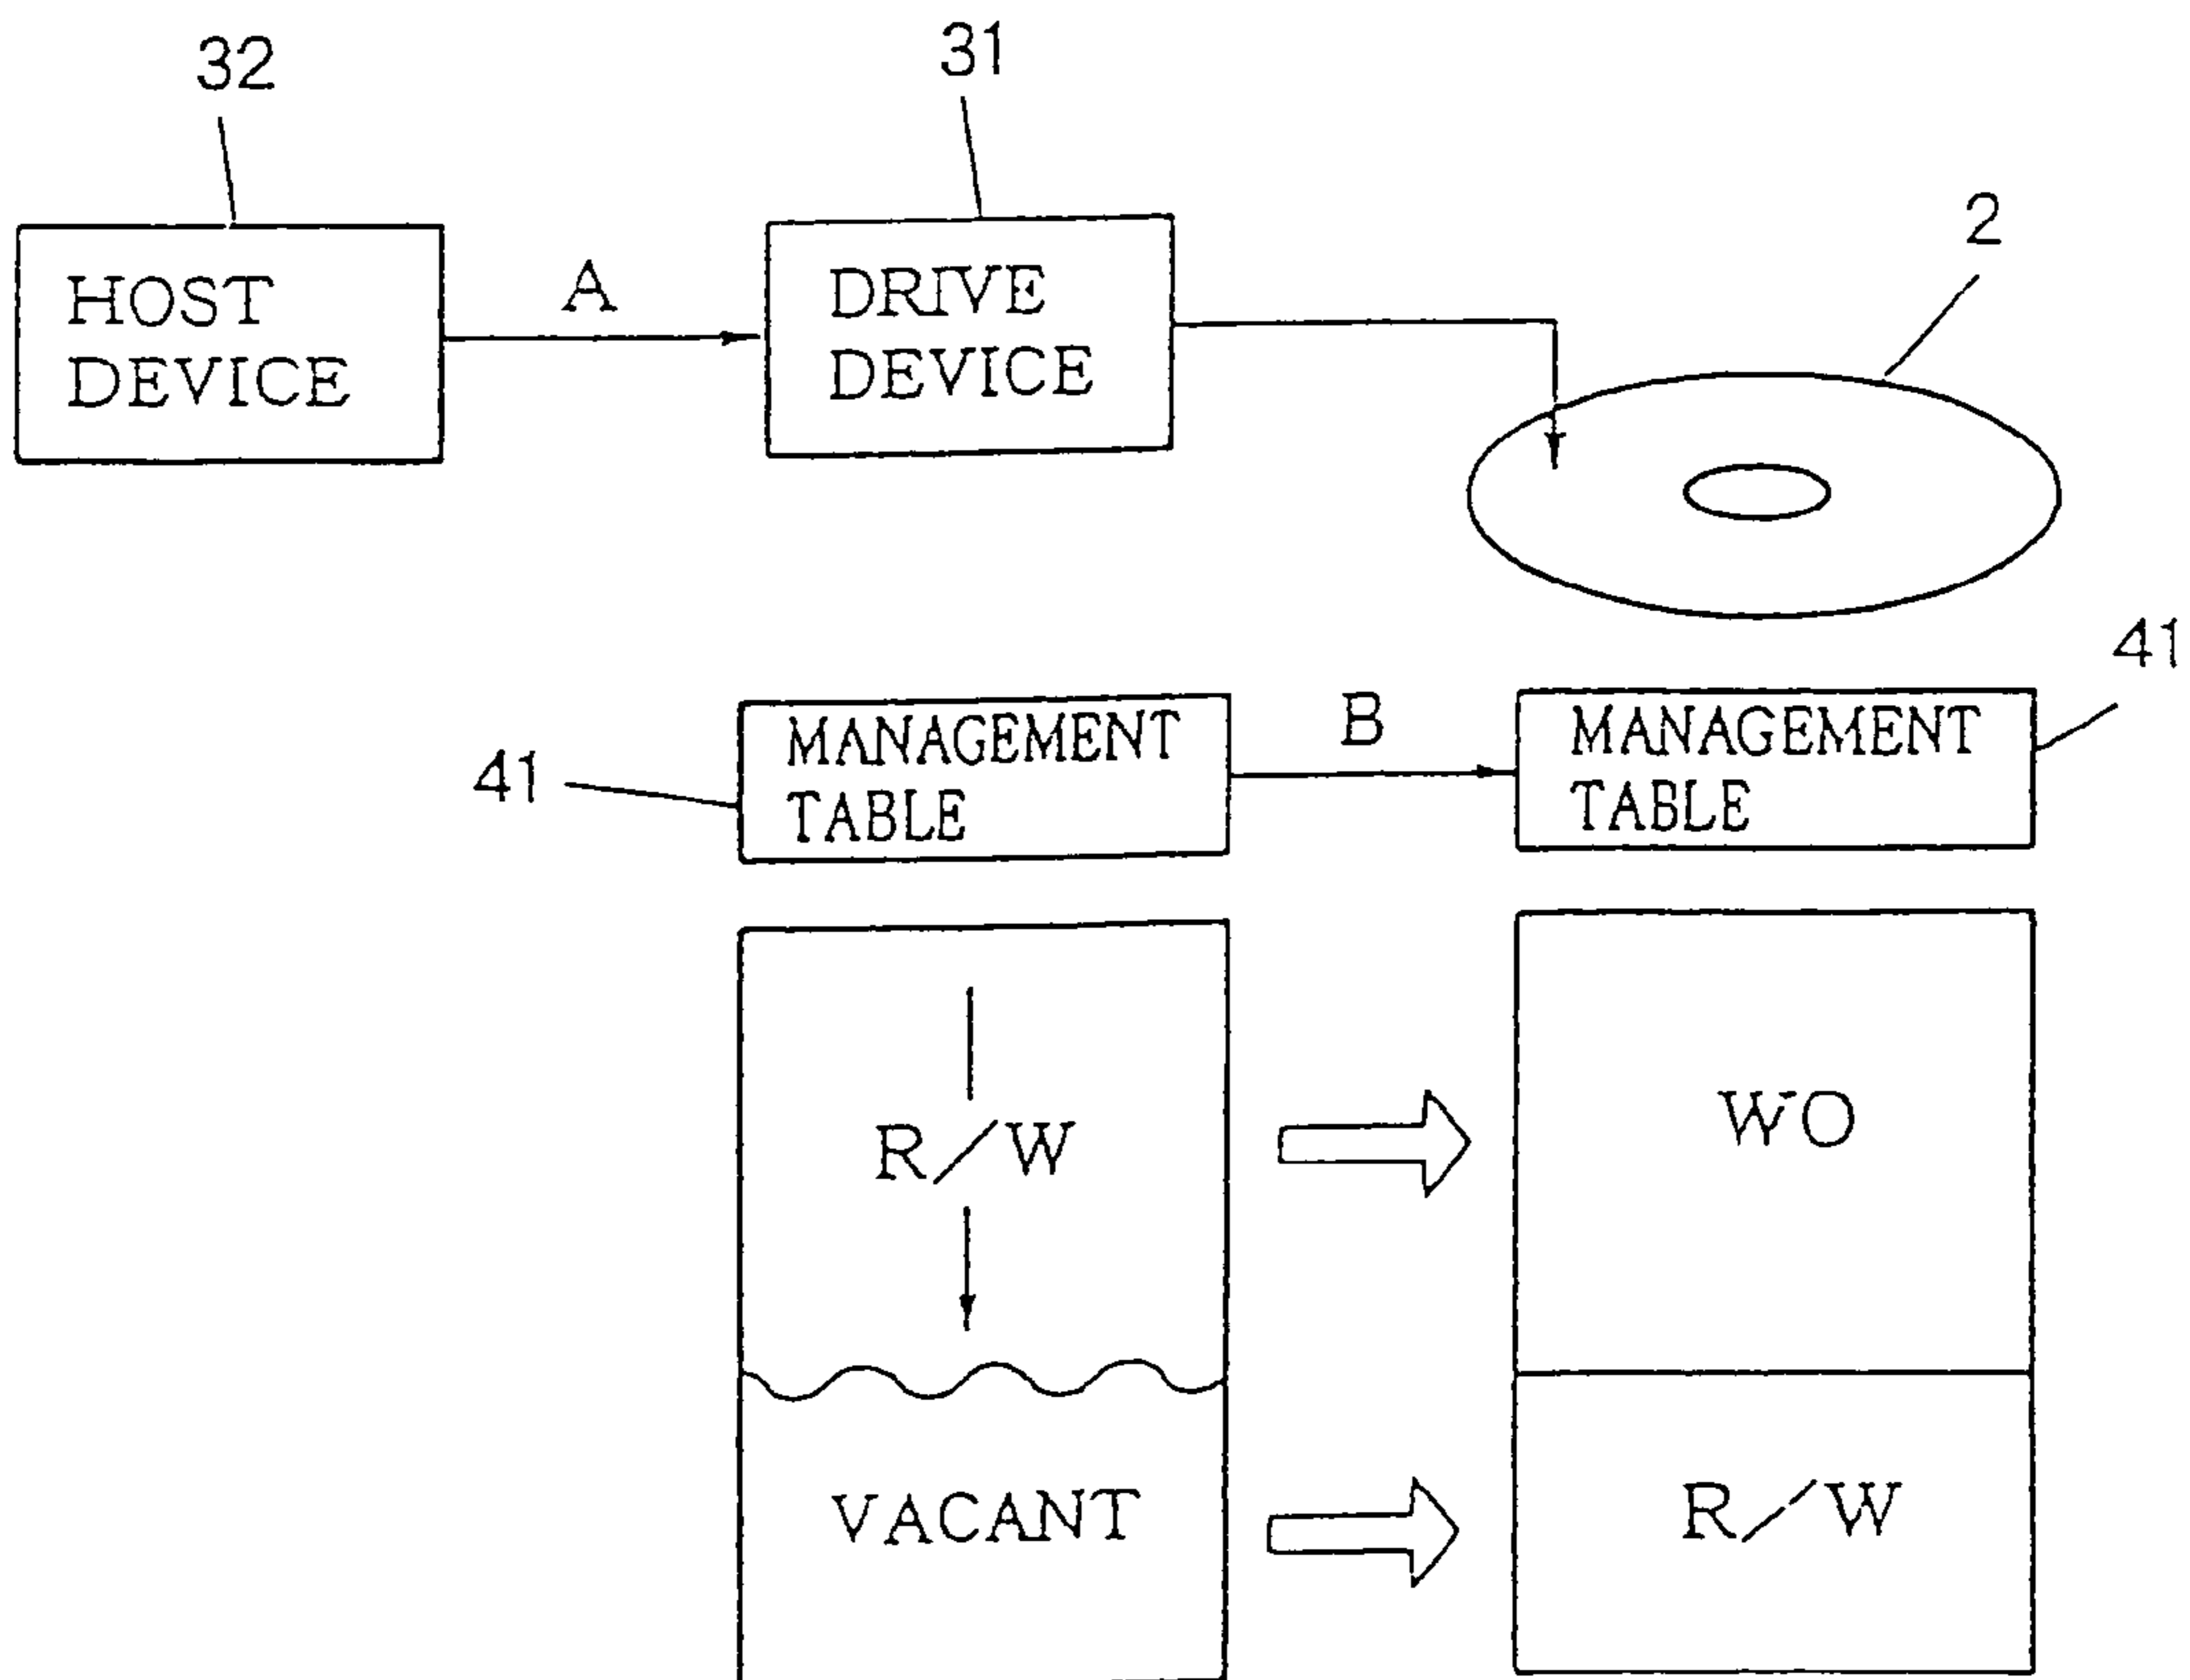 32
31
2
HOST
DEVICE
A
DRIVE
DEVICE
41
MANAGEMENT
TABLE
B
MANAGEMENT
TABLE
41
R/W
WO
VACANT
R/W